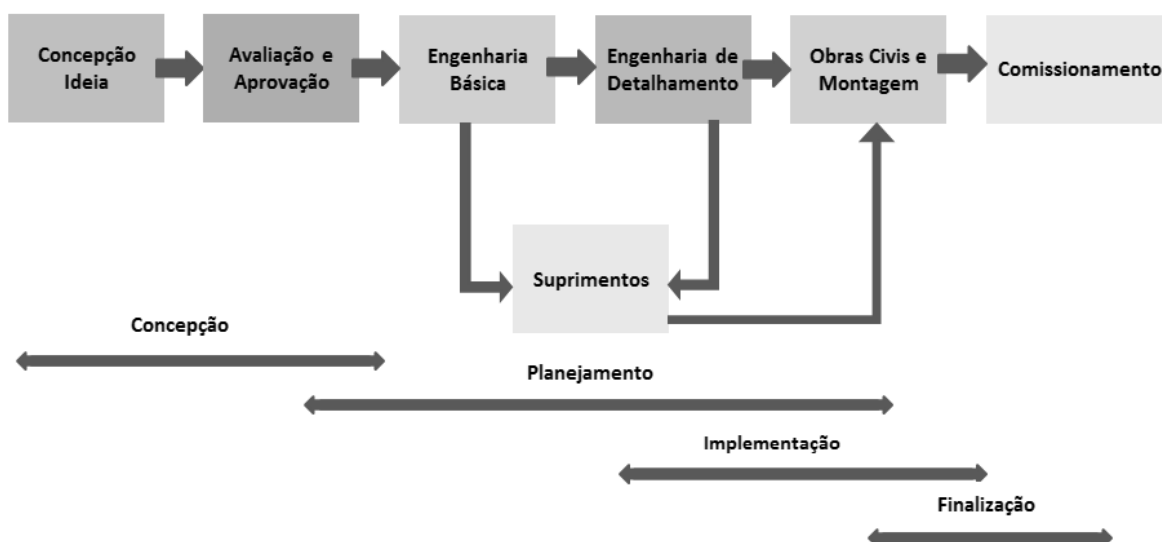 Concepção
Ideia
Avaliação e
Aprovação
Engenharia
Básica
Engenharia de
Detalhamento
Obras Civis e
Montagem
Comissionamento
Suprimentos
Concepção
Planejamento
Implementação
Finalização